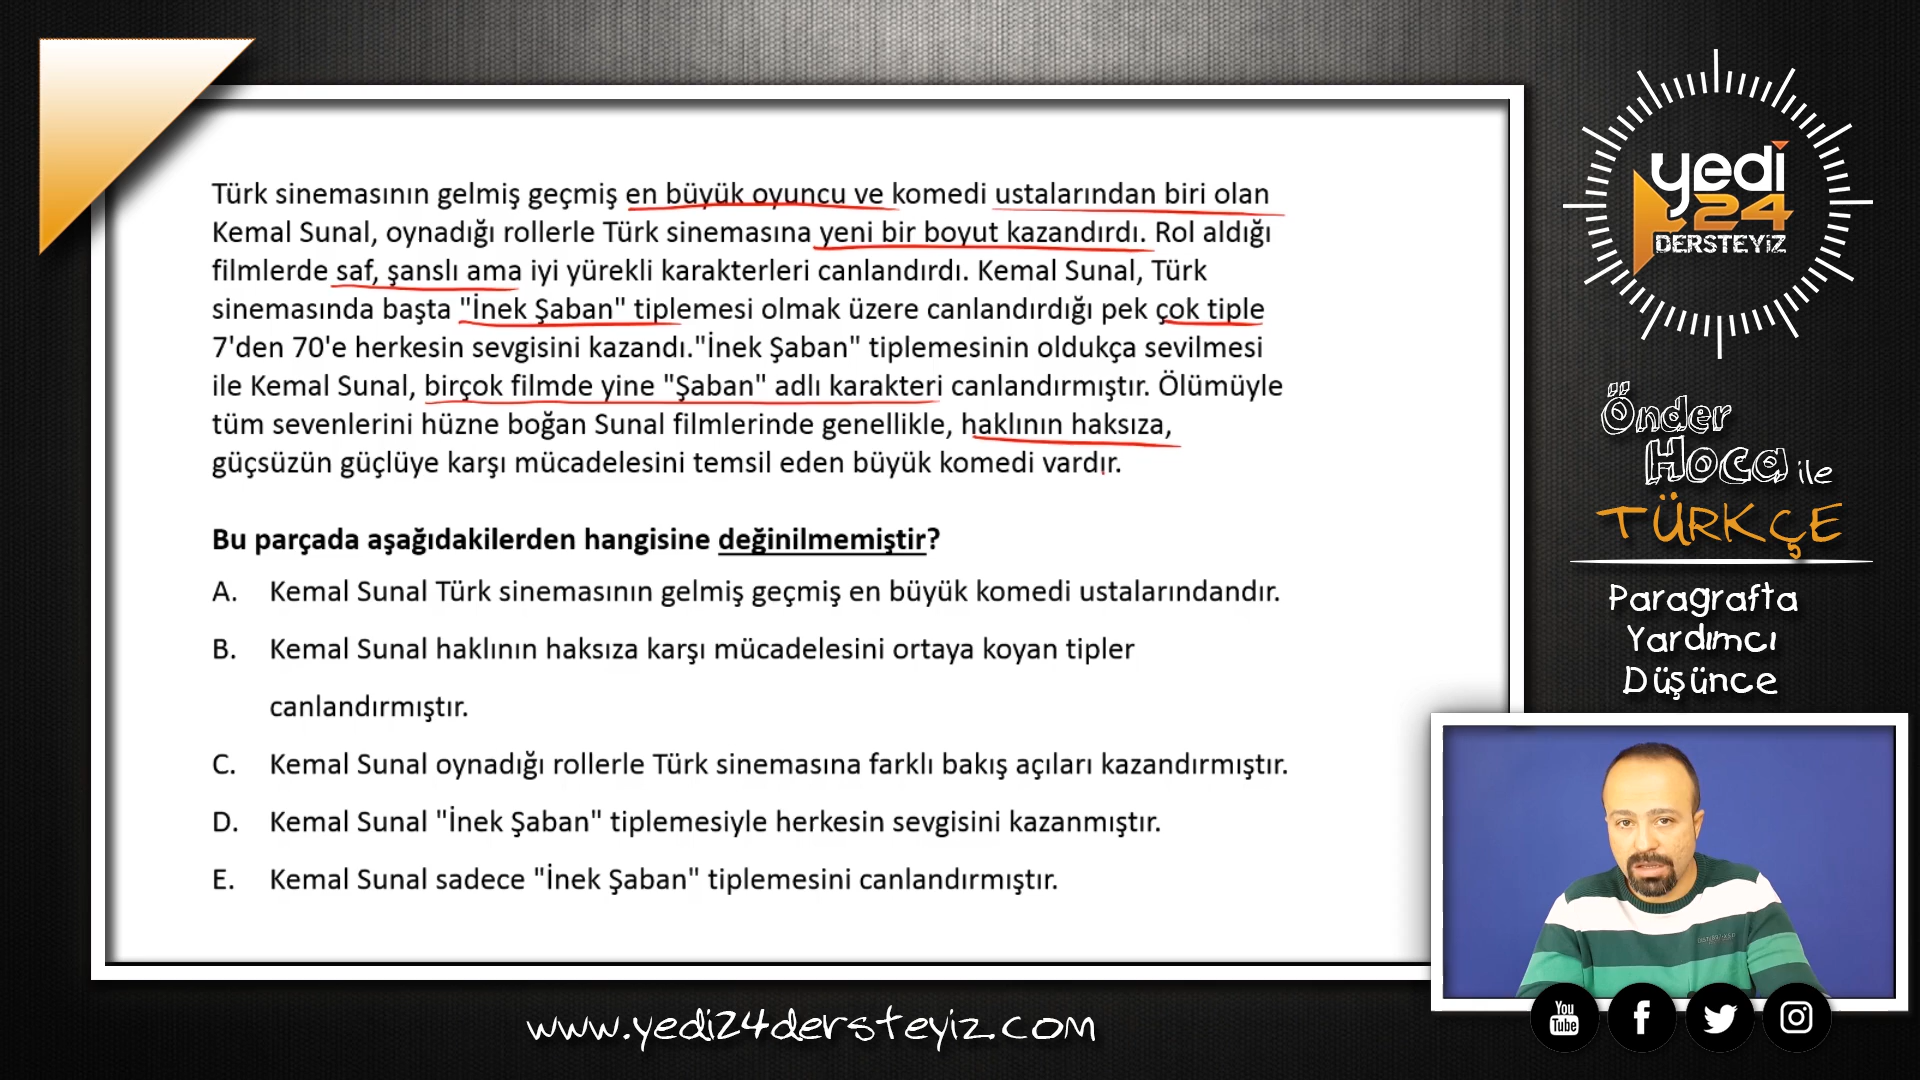 Türk sinemasının gelmiş geçmiş en büyük oyuncu ve komedi ustalarından biri olan
Kemal Sunal, oynadığı rollerle Türk sinemasına yeni bir boyut kazandırdı. Rol aldığı
filmlerde saf, şanslı ama iyi yürekli karakterleri canlandırdı. Kemal Sunal, Türk
sinemasında başta "İnek Şaban" tiplemesi olmak üzere canlandırdığı pek çok tiple
7'den 70'e herkesin sevgisini kazandı."İnek Şaban" tiplemesinin oldukça sevilmesi
ile Kemal Sunal, birçok filmde yine "Şaban" adlı karakteri canlandırmıştır. Ölümüyle
tüm sevenlerini hüzne boğan Sunal filmlerinde genellikle, haklının haksıza,
güçsüzün güçlüye karşı mücadelesini temsil eden büyük komedi vardır.
Bu parçada aşağıdakilerden hangisine değinilmemiştir?
A. Kemal Sunal Türk sinemasının gelmiş geçmiş en büyük komedi ustalarındandır.
B. Kemal Sunal haklının haksıza karşı mücadelesini ortaya koyan tipler
canlandırmıştır.
C. Kemal Sunal oynadığı rollerle Türk sinemasına farklı bakış açıları kazandırmıştır.
D. Kemal Sunal "İnek Şaban" tiplemesiyle herkesin sevgisini kazanmıştır.
E. Kemal Sunal sadece "İnek Şaban" tiplemesini canlandırmıştır.
yedi
24
DERSTEYİZ
Önder
Hoca ile
TÜRKÇE
Paragrafta
Yardımcı
Düşünce
www.yedi24dersteyiz.com
You
Tube